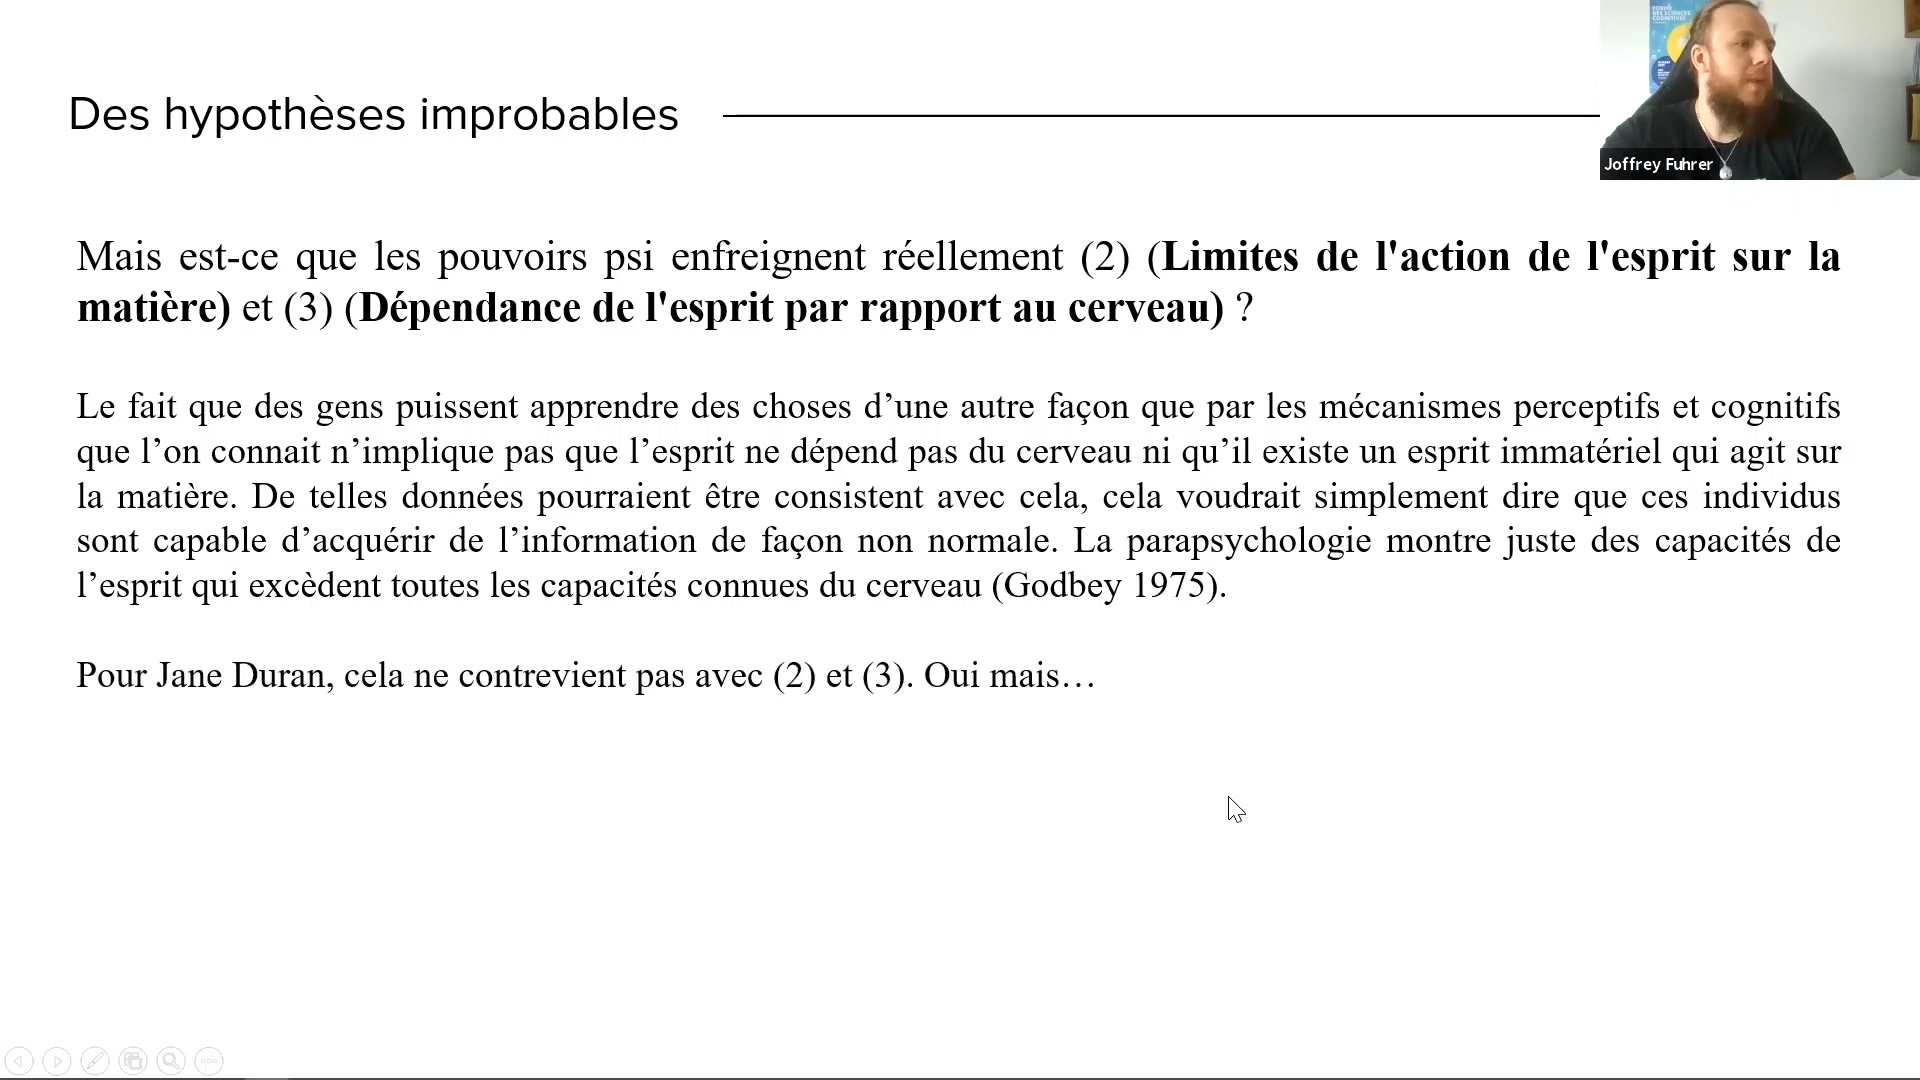 FORUM
DES SCIENCES
COGNITIVES
Des hypothèses improbables
Joffrey Fuhrer
Mais est-ce que les pouvoirs psi enfreignent réellement (2) (Limites de l'action de l'esprit sur la
matière) et (3) (Dépendance de l'esprit par rapport au cerveau) ?
Le fait que des gens puissent apprendre des choses d’une autre façon que par les mécanismes perceptifs et cognitifs
que l’on connait n’implique pas que l’esprit ne dépend pas du cerveau ni qu’il existe un esprit immatériel qui agit sur
la matière. De telles données pourraient être consistent avec cela, cela voudrait simplement dire que ces individus
sont capable d’acquérir de l’information de façon non normale. La parapsychologie montre juste des capacités de
l’esprit qui excèdent toutes les capacités connues du cerveau (Godbey 1975).
Pour Jane Duran, cela ne contrevient pas avec (2) et (3). Oui mais…